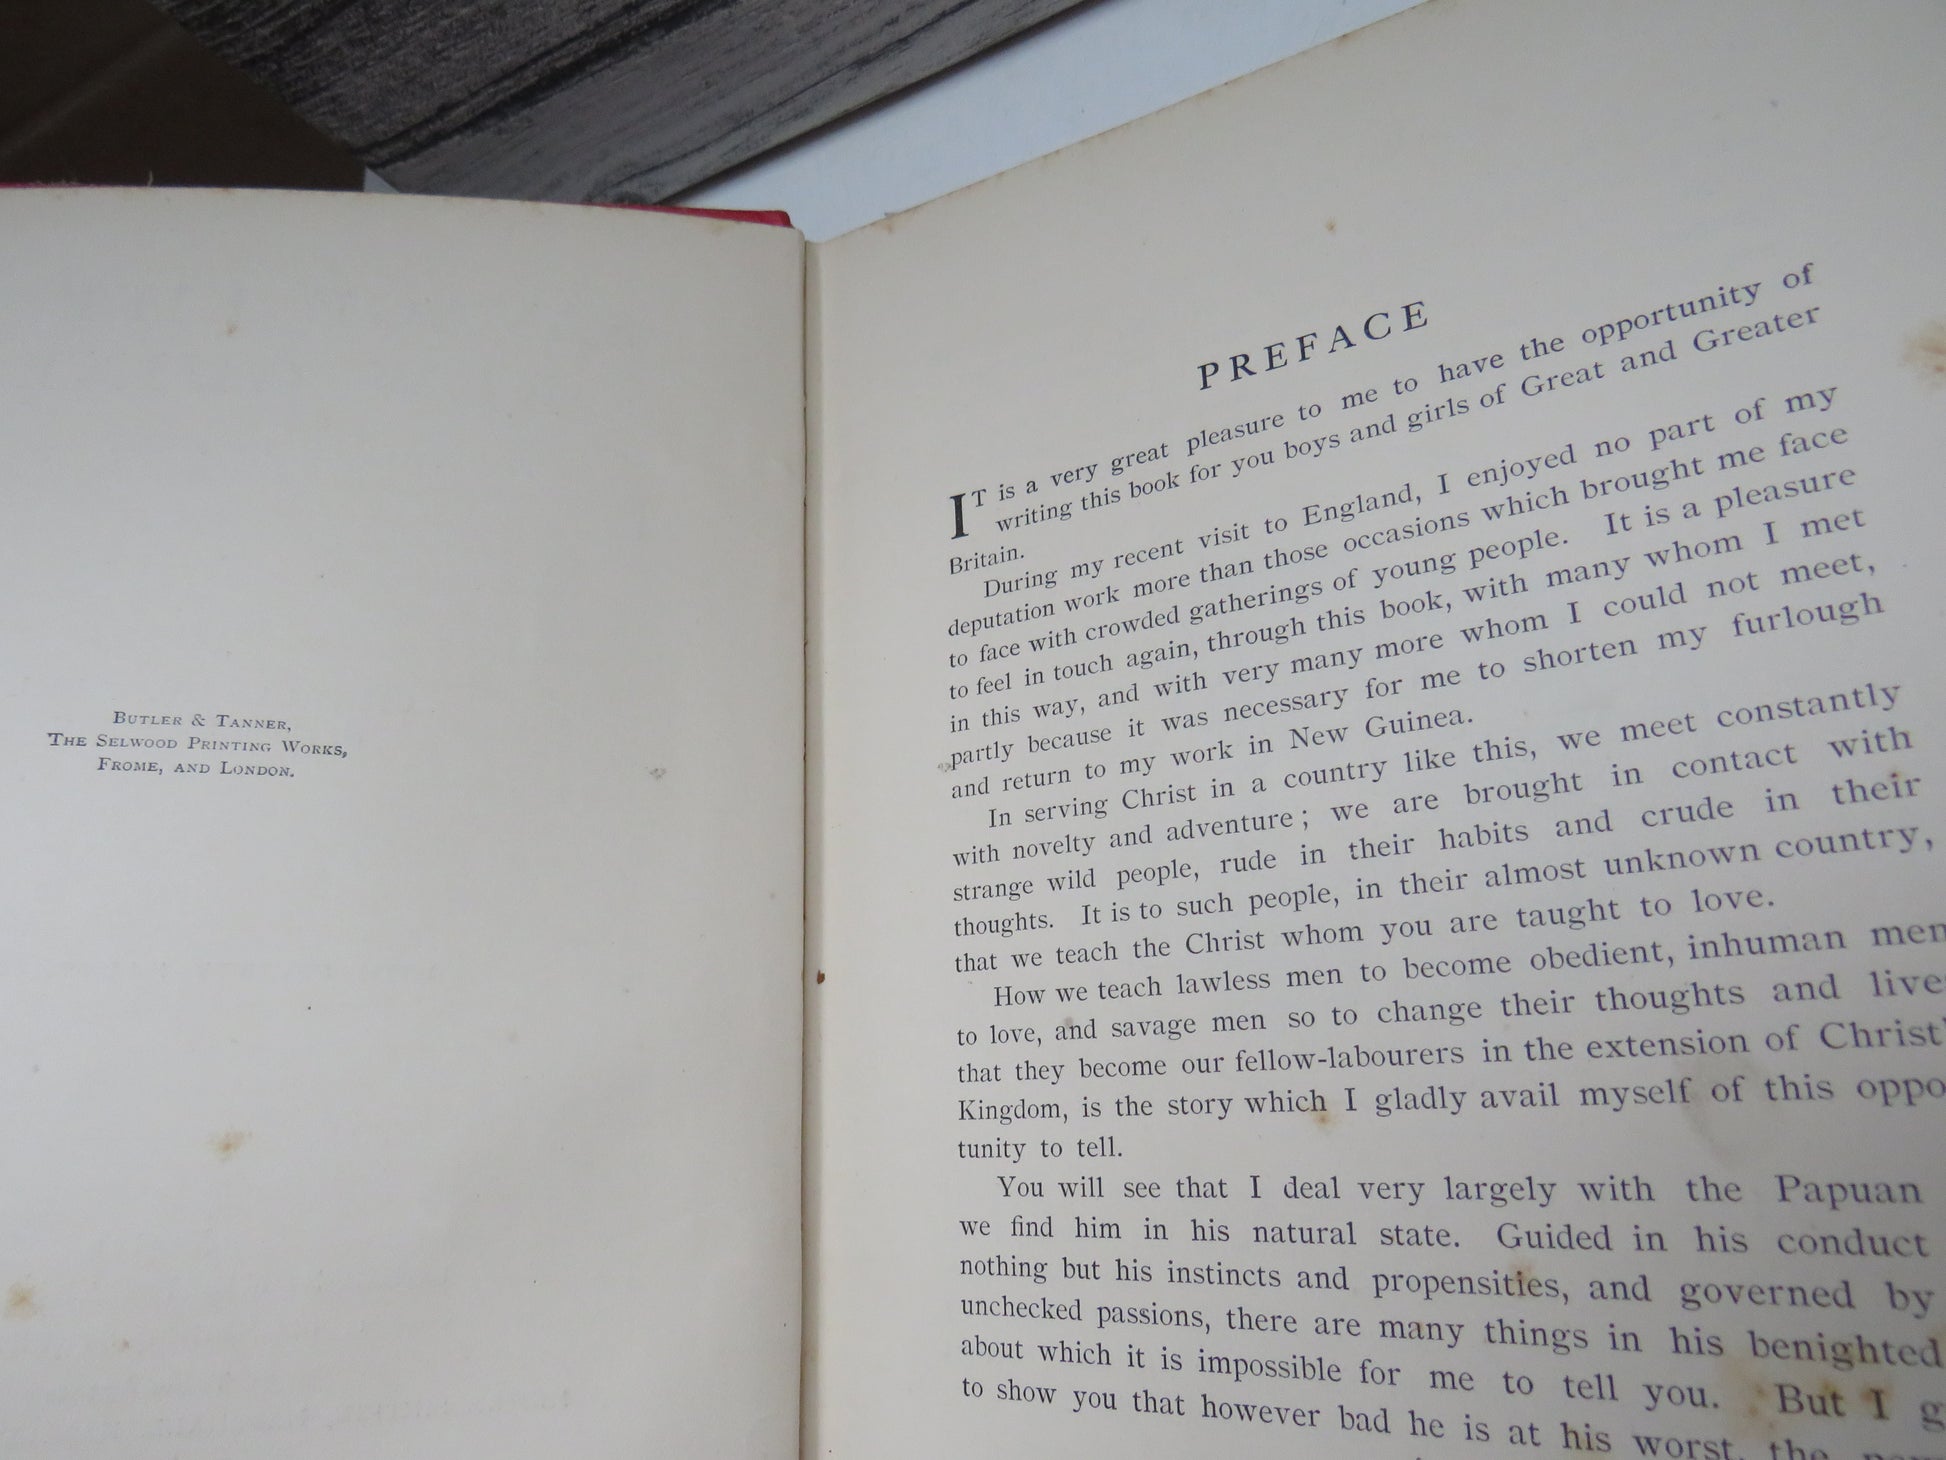 BUTLER & TANNER,
THE SELWOOD PRINTING WORKS,
FROME, AND LONDON.
PREFACE
IT is a very great pleasure to me to have the opportunity of
writing this book for you boys and girls of Great and Greater
Britain.
During my recent visit to England, I enjoyed no part of my
deputation work more than those occasions which brought me face
to face with crowded gatherings of young people. It is a pleasure
to feel in touch again, through this book, with many whom I met
in this way, and with very many more whom I could not meet,
partly because it was necessary for me to shorten my furlough
and return to my work in New Guinea.
In serving Christ in a country like this, we meet constantly
with novelty and adventure; we are brought in contact with
strange wild people, rude in their habits and crude in their
thoughts. It is to such people, in their almost unknown country,
that we teach the Christ whom you are taught to love.
How we teach lawless men to become obedient, inhuman men
to love, and savage men so to change their thoughts and live
that they become our fellow-labourers in the extension of Christ'
Kingdom, is the story which I gladly avail myself of this oppo
tunity to tell.
You will see that I deal very largely with the Papuan
we find him in his natural state. Guided in his conduct
nothing but his instincts and propensities, and governed by
unchecked passions, there are many things in his benighted
about which it is impossible for me to tell you. But I g
to show you that however bad he is at his worst, the